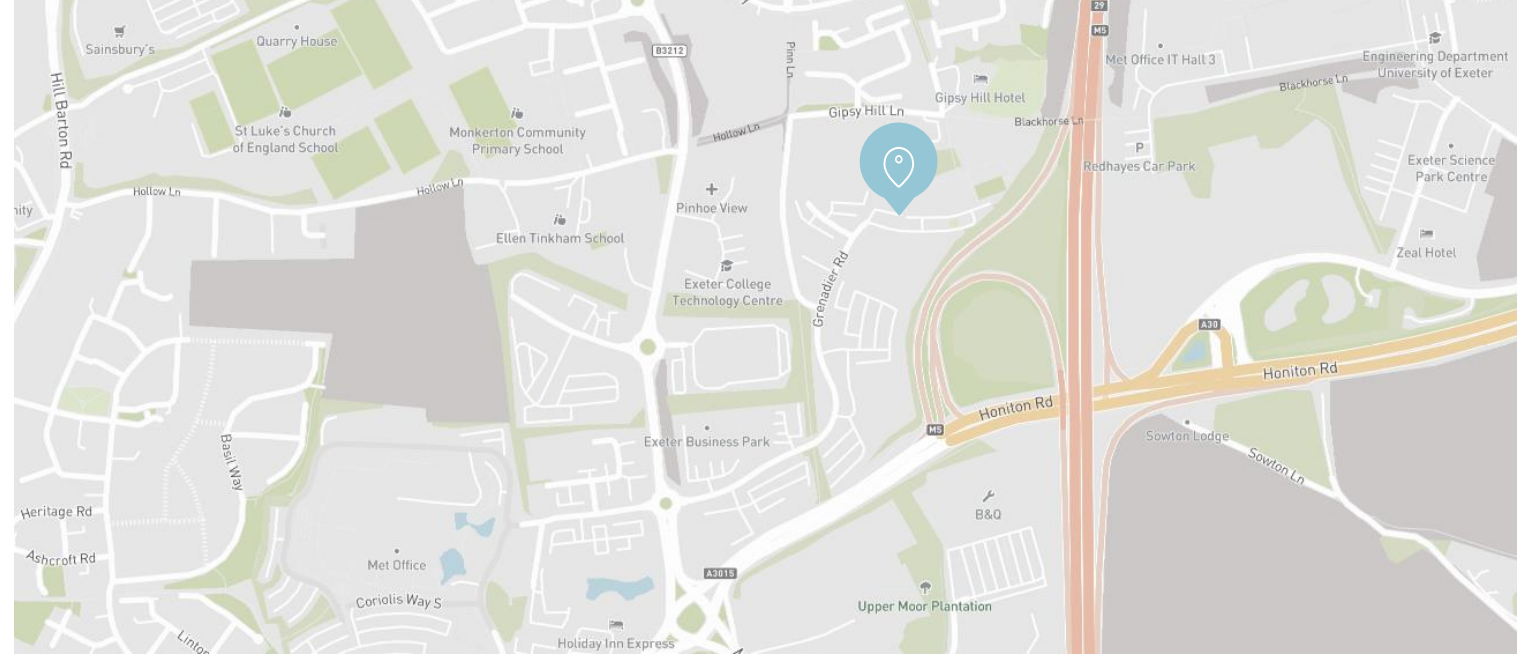 29
M5
Sainsbury's
Quarry House
B3212
Pinn Ln
Met Office IT Hall 3
Engineering Department
University of Exeter
Hill Barton Rd
Gipsy Hill Hotel
Blackhorse Ln
Gipsy Hill Ln
Blackhorse Ln
St Luke's Church
of England School
Monkerton Community
Primary School
Hollow Ln
P
Redhayes Car Park
Exeter Science
Park Centre
Hollow Ln
Hollow Ln
nity
Pinhoe View
Ellen Tinkham School
Zeal Hotel
Exeter College
Technology Centre
Grenadier Rd
A30
Honiton Rd
Honiton Rd
M5
Exeter Business Park
Sowton Lodge
Basil Way
Sowton Ln
Heritage Rd
B&Q
Ashcroft Rd
Met Office
A3015
Coriolis Way S
Upper Moor Plantation
Linto
Holiday Inn Express
A